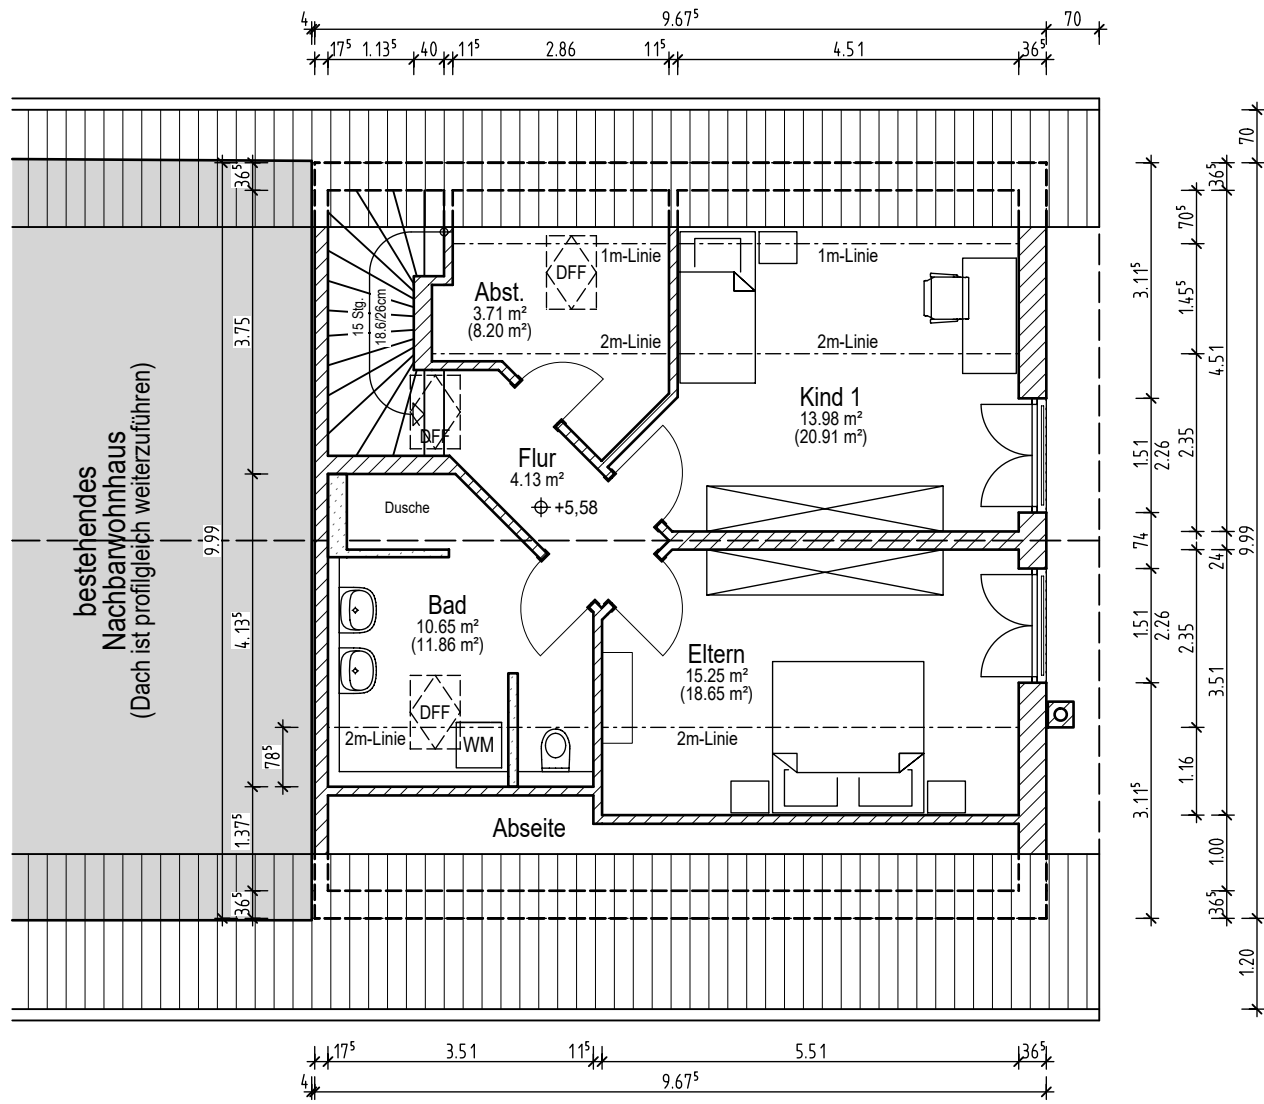 4 9.67⁵ 70
17⁵ 1.13⁵ 40 11⁵ 2.86 11⁵ 4.51 36⁵
70
36⁵
36⁵
70⁵
1m-Linie
1m-Linie
DFF
Abst.
3.71 m²
(8.20 m²)
3.11⁵
1.45⁵
15 Stg.
18.6/26cm
2m-Linie
2m-Linie
3.75
4.51
Kind 1
13.98 m²
(20.91 m²)
DFF
Flur
4.13 m²
1.51
2.26
2.35
Dusche
+5,58
bestehendes
Nachbarwohnhaus
(Dach ist profilgleich weiterzuführen)
9.99
74
24
9.99
Bad
10.65 m²
(11.86 m²)
4.13⁵
1.51
2.26
2.35
Eltern
15.25 m²
(18.65 m²)
3.51
DFF
2m-Linie
WM
2m-Linie
78⁵
1.16
3.11⁵
Abseite
1.37⁵
1.00
36⁵
36⁵
1.20
17⁵ 3.51 11⁵ 5.51 36⁵
4 9.67⁵